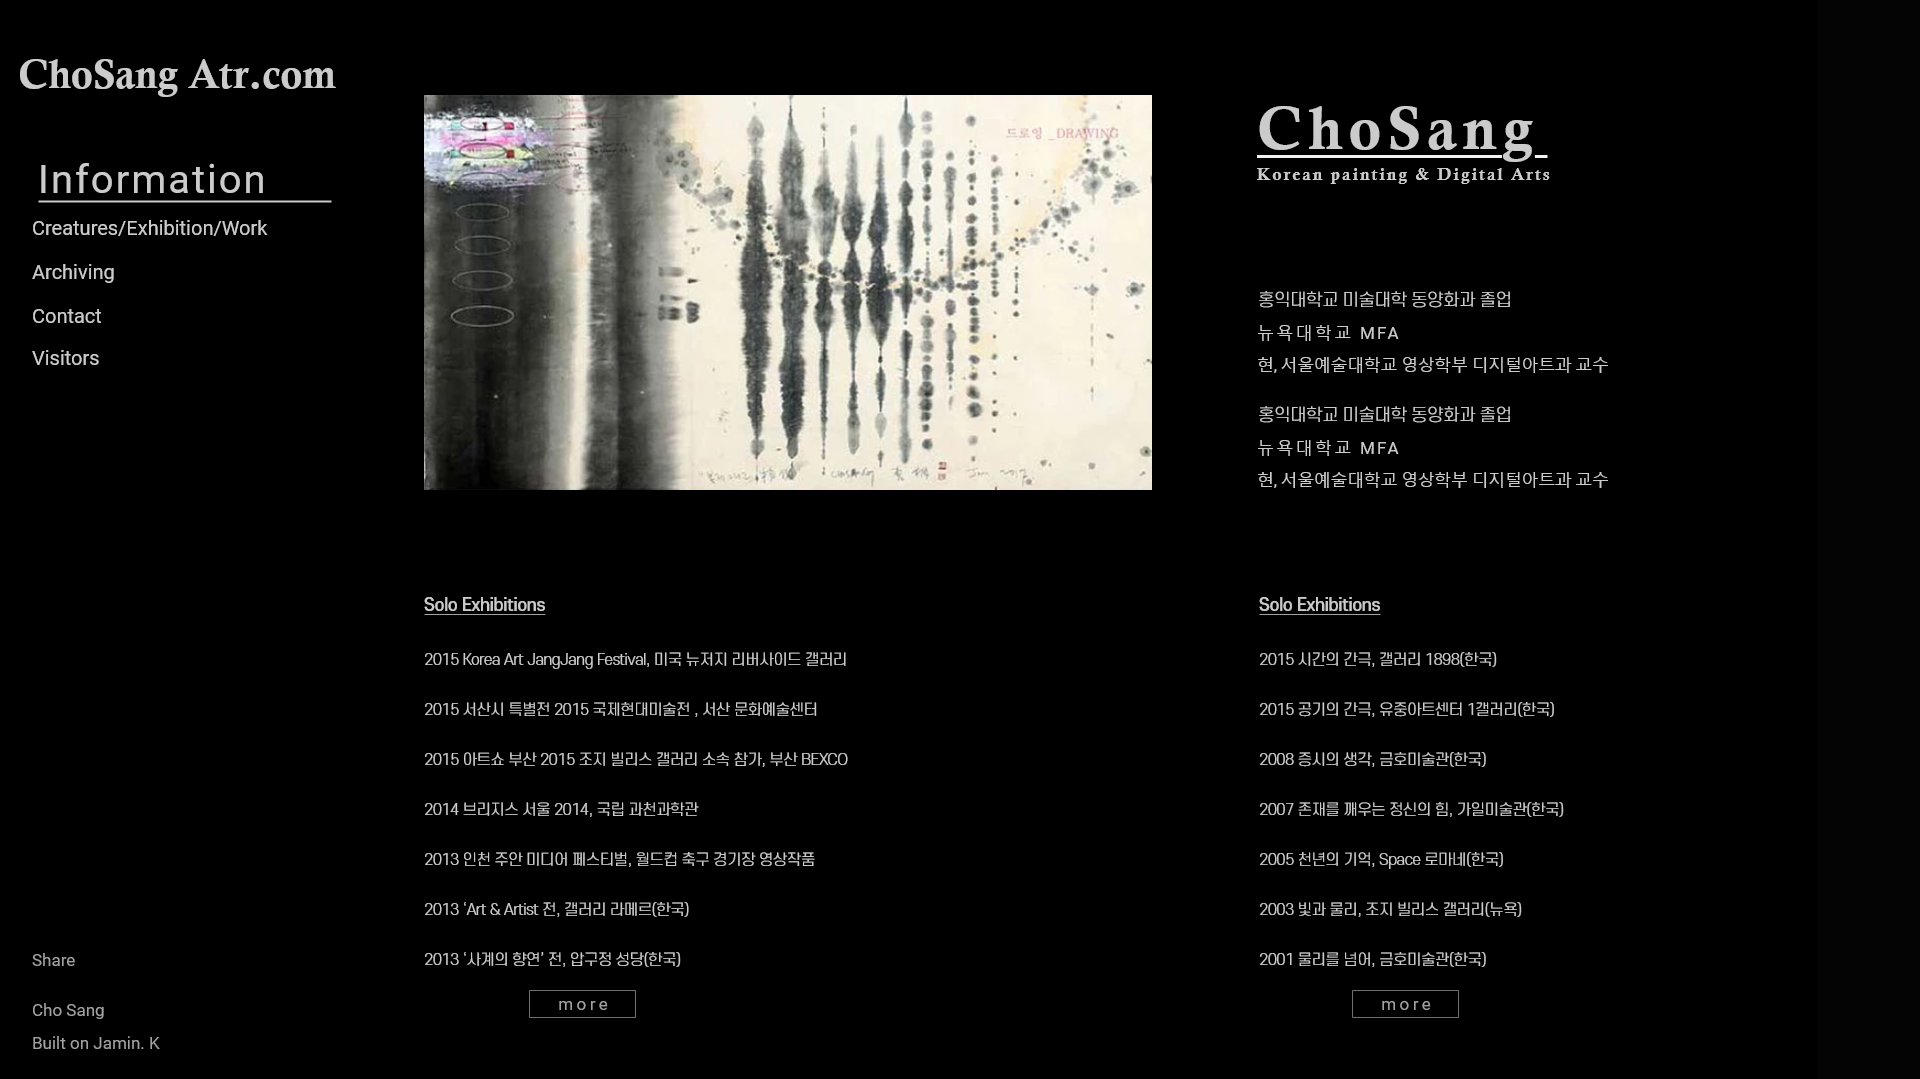 ChoSang Atr.com
Information
Creatures/Exhibition/Work
Archiving
Contact
Visitors
드로잉 _DRAWING
ChoSang
Korean painting & Digital Arts
홍익대학교 미술대학 동양화과 졸업
뉴욕대학교 MFA
현, 서울예술대학교 영상학부 디지털아트과 교수
홍익대학교 미술대학 동양화과 졸업
뉴욕대학교 MFA
현, 서울예술대학교 영상학부 디지털아트과 교수
Solo Exhibitions
2015 Korea Art JangJang Festival, 미국 뉴저지 리버사이드 갤러리
2015 서산시 특별전 2015 국제현대미술전 , 서산 문화예술센터
2015 아트쇼 부산 2015 조지 빌리스 갤러리 소속 참가, 부산 BEXCO
2014 브리지스 서울 2014, 국립 과천과학관
2013 인천 주안 미디어 페스티벌, 월드컵 축구 경기장 영상작품
2013 ‘Art & Artist 전, 갤러리 라메르(한국)
2013 ‘사계의 향연’ 전, 압구정 성당(한국)
more
Solo Exhibitions
2015 시간의 간극, 갤러리 1898(한국)
2015 공기의 간극, 유중아트센터 1갤러리(한국)
2008 증시의 생각, 금호미술관(한국)
2007 존재를 깨우는 정신의 힘, 가일미술관(한국)
2005 천년의 기억, Space 로마네(한국)
2003 빛과 물리, 조지 빌리스 갤러리(뉴욕)
2001 물리를 넘어, 금호미술관(한국)
more
Share
Cho Sang
Built on Jamin. K